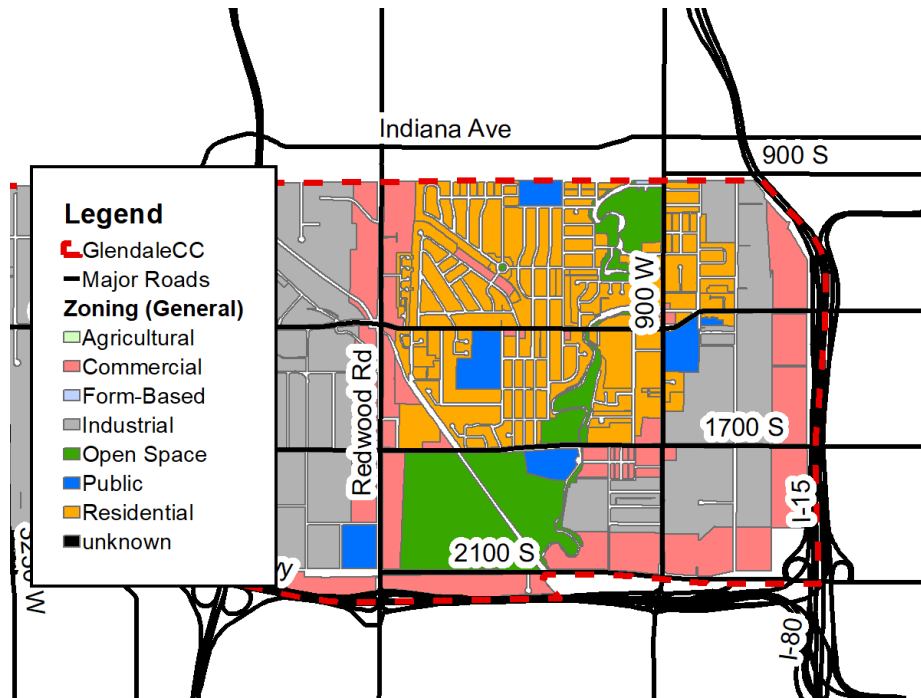 Indiana Ave
900 S
Legend
GlendaleCC
Major Roads
Zoning (General)
Agricultural
Commercial
Form-Based
Industrial
Open Space
Public
Residential
unknown
900 W
Redwood Rd
1700 S
I-15
2100 S
W
W
I-80